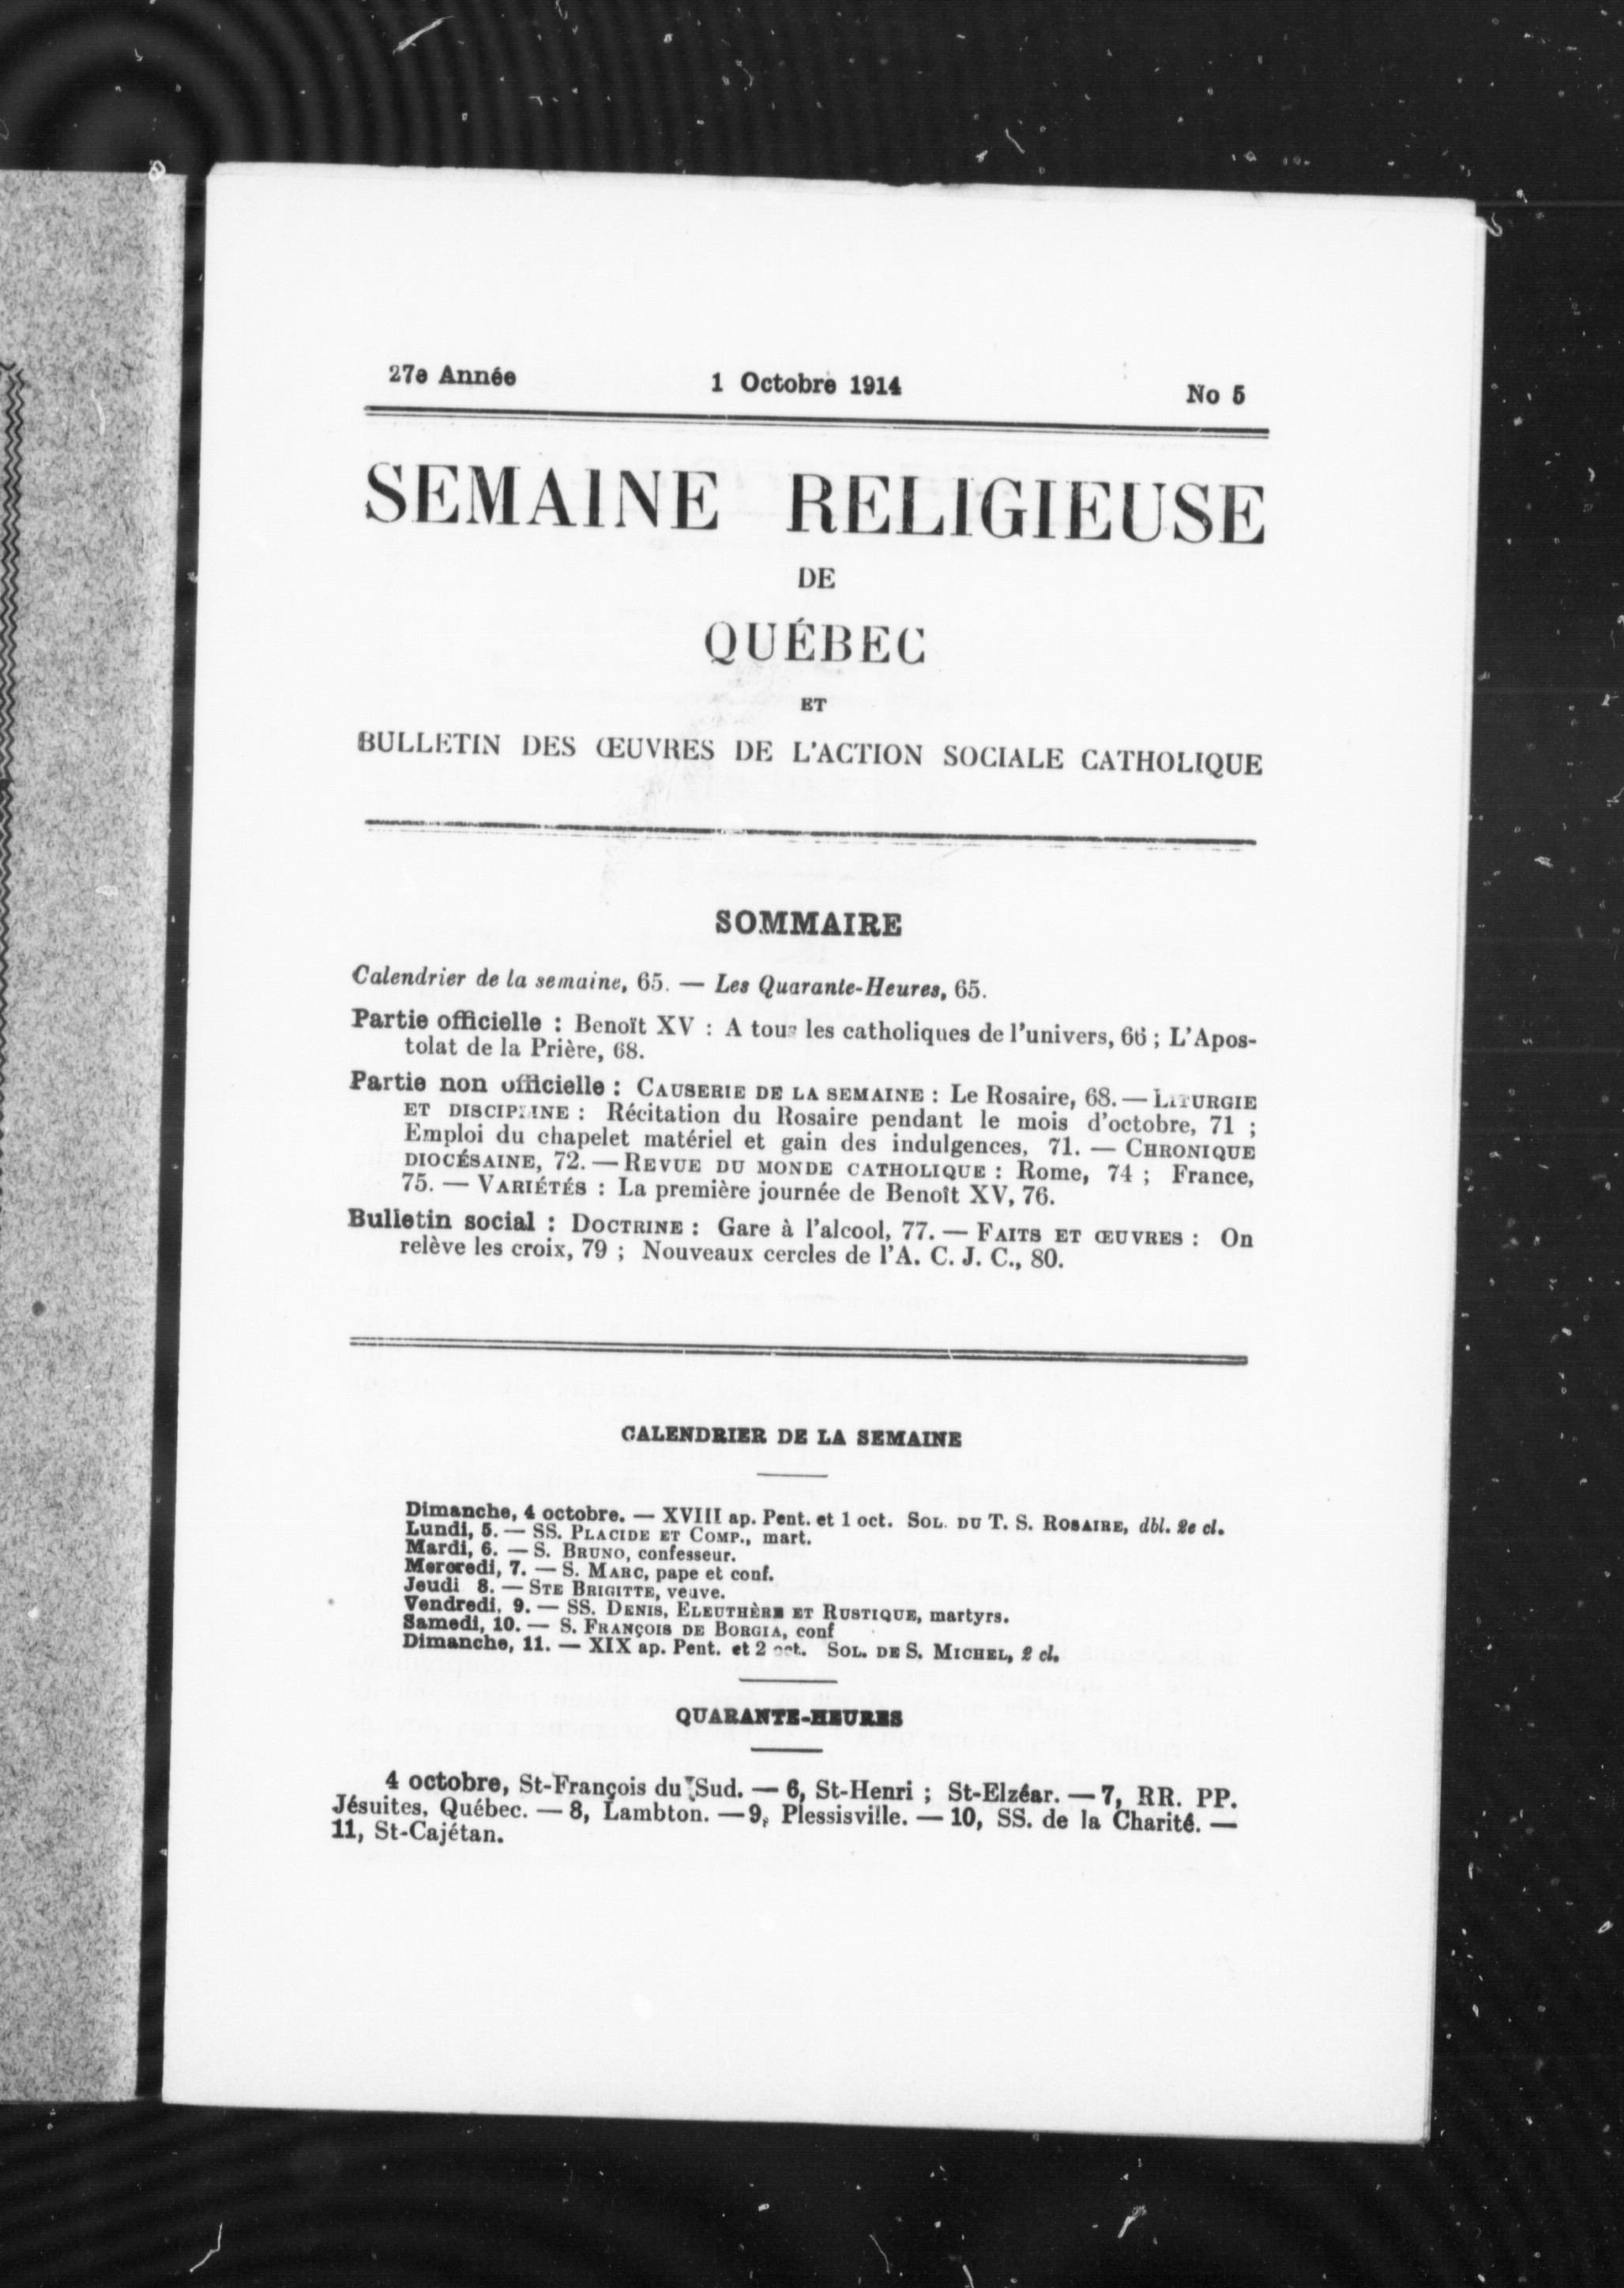 27e Année 1 Octobre 1914 No 5
SEMAINE RELIGIEUSE
DE
QUÉBEC
ET
BULLETIN DES ŒUVRES DE L'ACTION SOCIALE CATHOLIQUE
SOMMAIRE
Calendrier de la semaine, 65. — Les Quarante-Heures, 65.
Partie officielle : Benoït XV : A tous les catholiques de l'univers, 66 ; L'Apos-
tolat de la Prière, 68.
Partie non officielle : CAUSERIE DE LA SEMAINE : Le Rosaire, 68. — LITURGIE
ET DISCIPLINE : Récitation du Rosaire pendant le mois d'octobre, 71 ;
Emploi du chapelet matériel et gain des indulgences, 71. — CHRONIQUE
DIOCÉSAINE, 72. — REVUE DU MONDE CATHOLIQUE : Rome, 74 ; France,
75. — VARIÉTÉS : La première journée de Benoît XV, 76.
Bulletin social : DOCTRINE : Gare à l'alcool, 77. — FAITS ET ŒUVRES : On
relève les croix, 79 ; Nouveaux cercles de l'A. C. J. C., 80.
CALENDRIER DE LA SEMAINE
Dimanche, 4 octobre. — XVIII ap. Pent. et 1 oct. SOL. DU T. S. ROSAIRE, dbl. 2e cl.
Lundi, 5. — SS. PLACIDE ET COMP., mart.
Mardi, 6. — S. BRUNO, confesseur.
Mercredi, 7. — S. MARC, pape et conf.
Jeudi 8. — STE BRIGITTE, veuve.
Vendredi, 9. — SS. DENIS, ELEUTHÈRE ET RUSTIQUE, martyrs.
Samedi, 10. — S. FRANÇOIS DE BORGIA, conf
Dimanche, 11. — XIX ap. Pent. et 2 oct. SOL. DE S. MICHEL, 2 cl.
QUARANTE-HEURES
4 octobre, St-François du Sud. — 6, St-Henri ; St-Elzéar. — 7, RR. PP.
Jésuites, Québec. — 8, Lambton. — 9, Plessisville. — 10, SS. de la Charité. —
11, St-Cajétan.